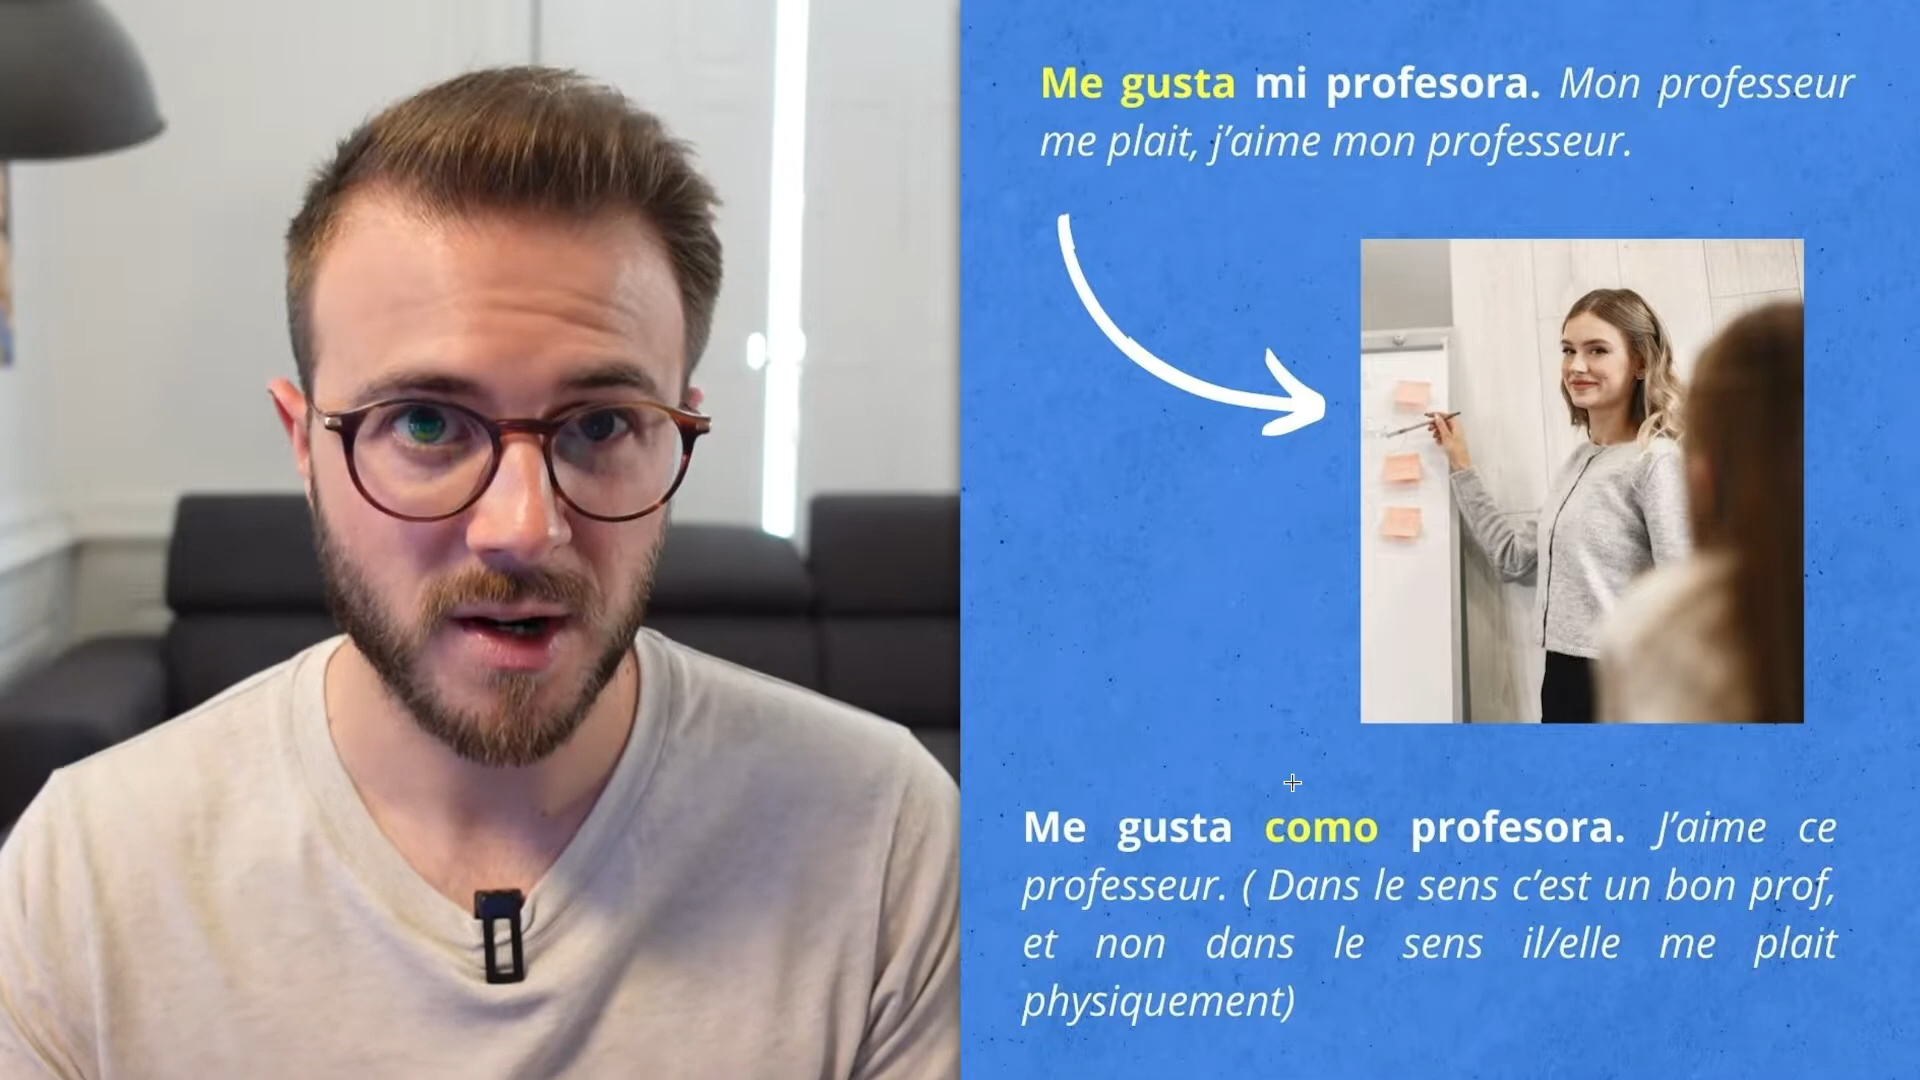 Me gusta mi profesora. Mon professeur
me plait, j’aime mon professeur.
Me gusta como profesora. J’aime ce
professeur. ( Dans le sens c’est un bon prof,
et non dans le sens il/elle me plait
physiquement)